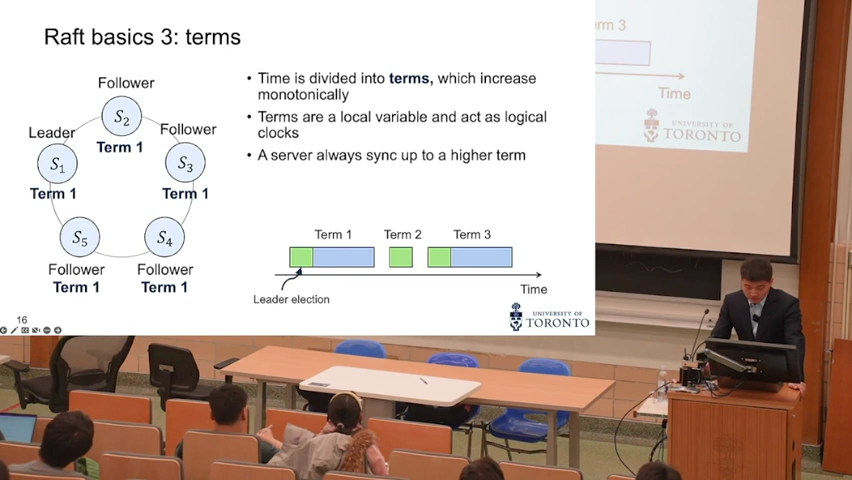 Raft basics 3: terms
Follower
S2
Term 1
Leader
S1
Term 1
Follower
S3
Term 1
S5
Follower
Term 1
S4
Follower
Term 1
• Time is divided into terms, which increase
monotonically
• Terms are a local variable and act as logical
clocks
• A server always sync up to a higher term
Term 1 Term 2 Term 3
Leader election
Time
UNIVERSITY OF
TORONTO
16
rm 3
Time
UNIVERSITY OF
TORONTO